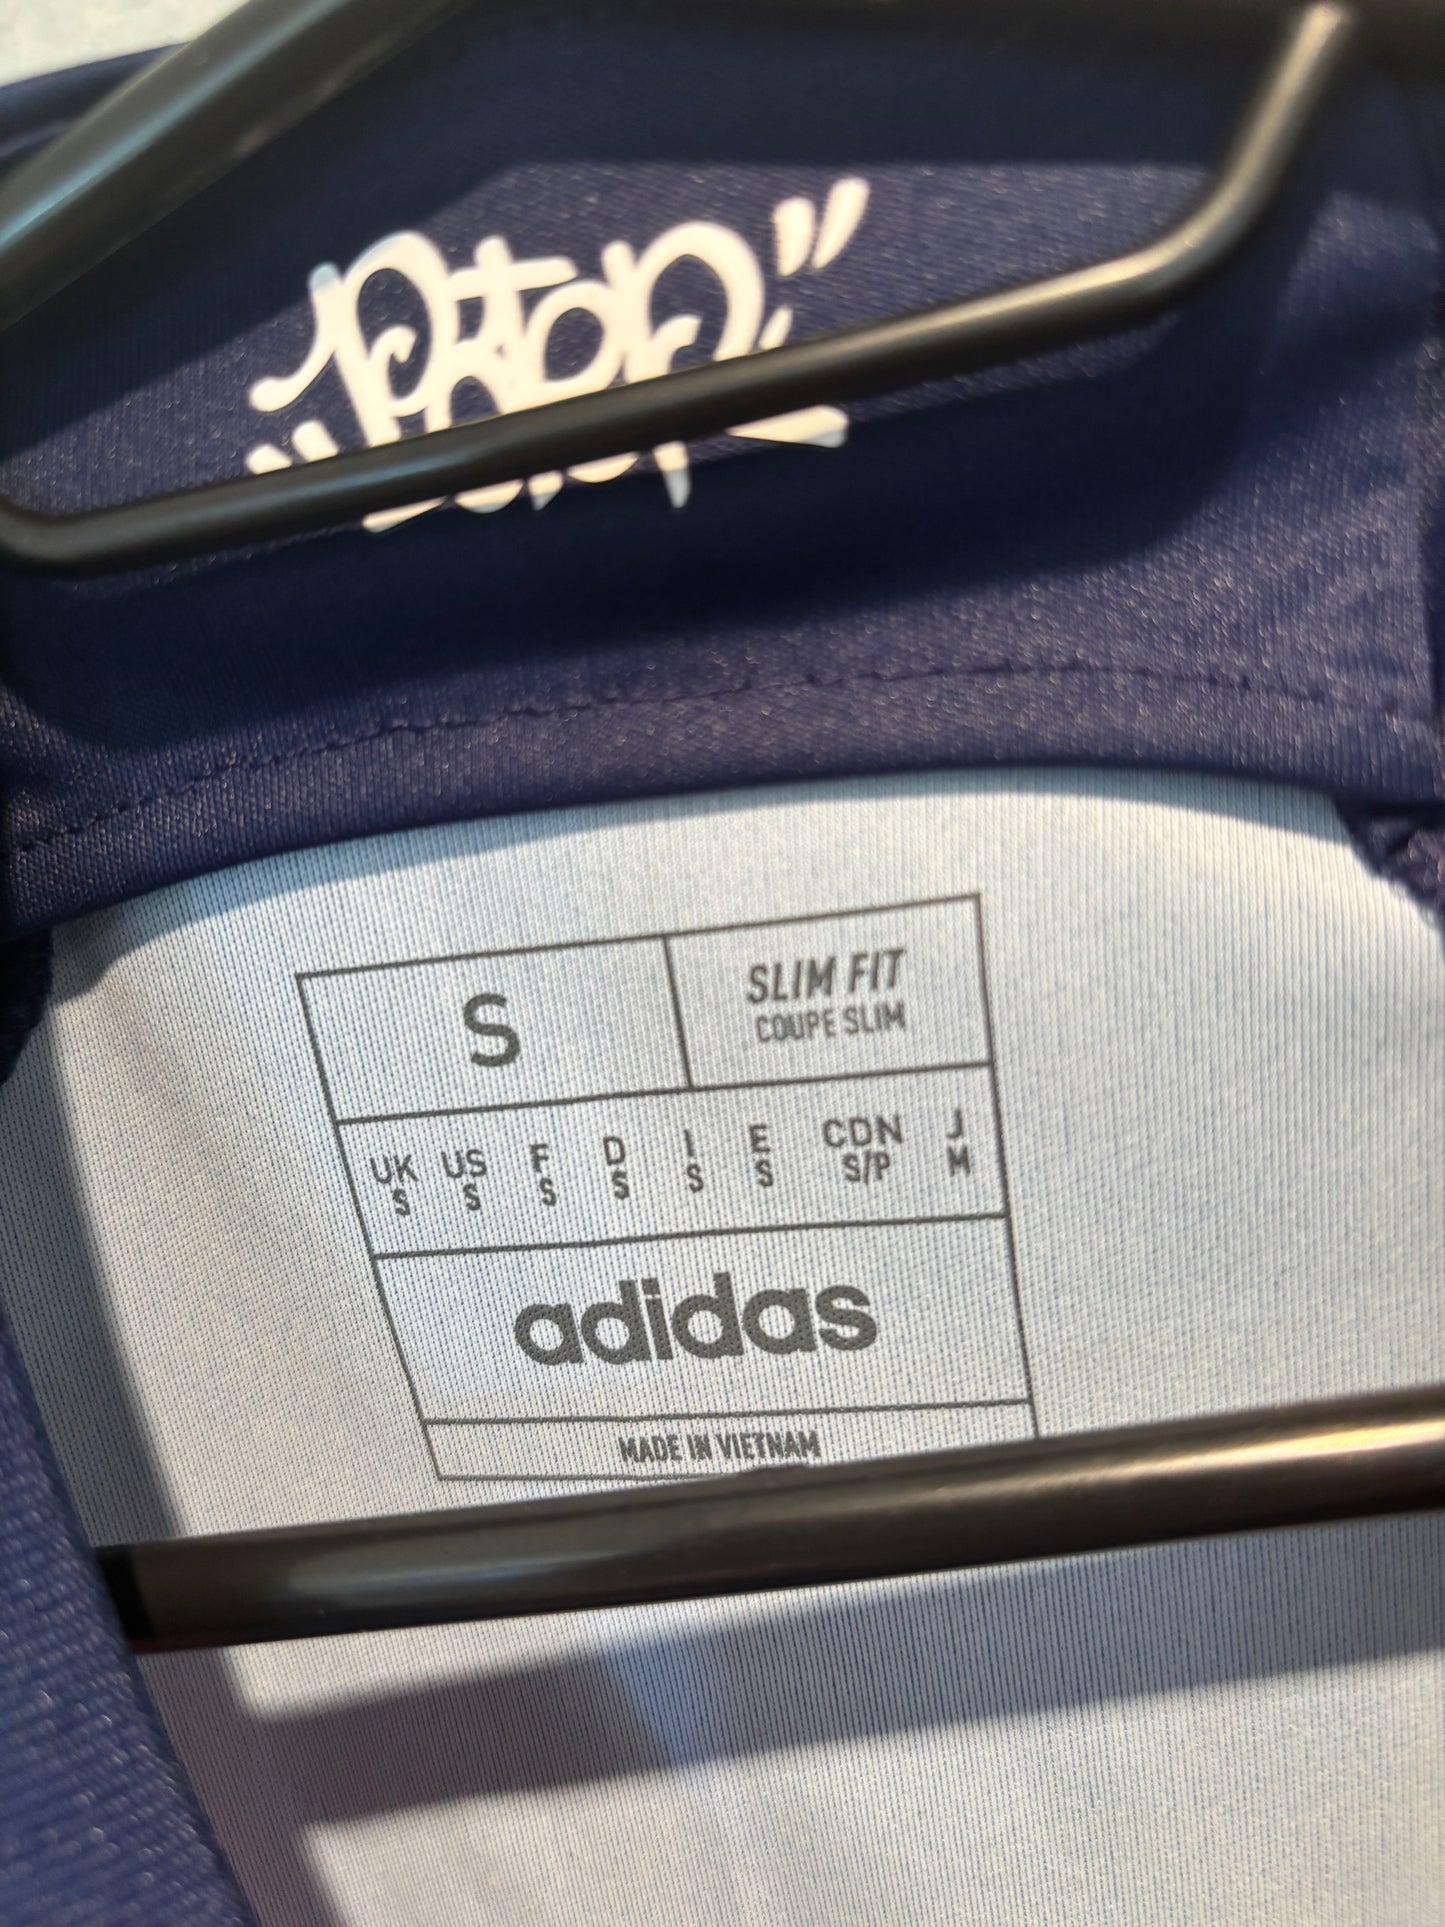 S
SLIM FIT
COUPE SLIM
UK US F D I E CDN J
S S S S S S S/P M
adidas
MADE IN VIETNAM